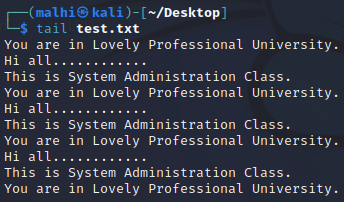 ┌──(malhi㉿kali)-[~/Desktop]
└─$ tail test.txt
You are in Lovely Professional University.
Hi all............
This is System Administration Class.
You are in Lovely Professional University.
Hi all............
This is System Administration Class.
You are in Lovely Professional University.
Hi all............
This is System Administration Class.
You are in Lovely Professional University.